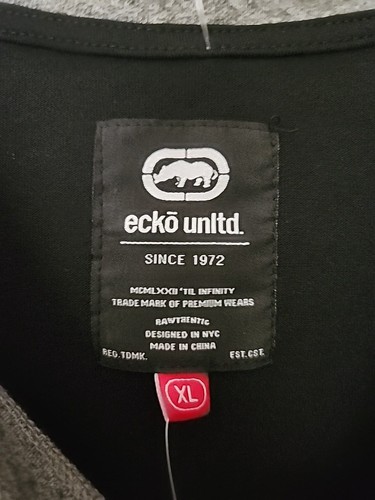 eckō unltd.
SINCE 1972
MCMLXXII 'TIL INFINITY
TRADE MARK OF PREMIUM WEARS
RAWTHENTIC
DESIGNED IN NYC
MADE IN CHINA
REG. TDMK. EST. CST.
XL